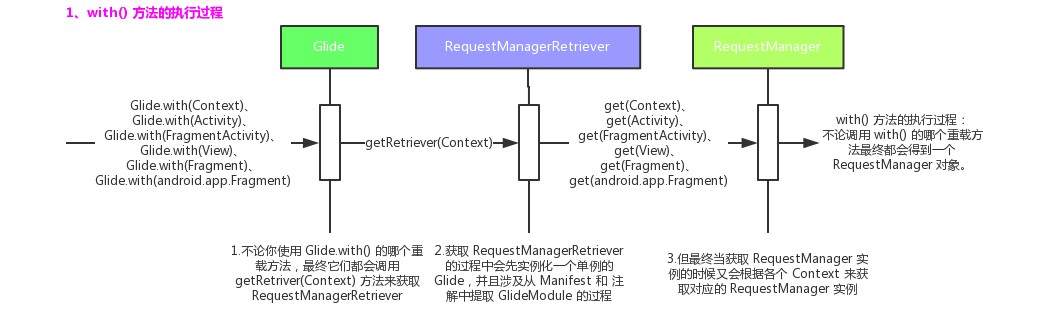 1、with() 方法的执行过程
Glide
RequestManagerRetriever
RequestManager
Glide.with(Context)、
Glide.with(Activity)、
Glide.with(FragmentActivity)、
Glide.with(View)、
Glide.with(Fragment)、
Glide.with(android.app.Fragment)
getRetriever(Context)
get(Context)、
get(Activity)、
get(FragmentActivity)、
get(View)、
get(Fragment)、
get(android.app.Fragment)
with() 方法的执行过程：
不论调用 with() 的哪个重载方
法最终都会得到一个
RequestManager 对象。
1.不论你使用 Glide.with() 的哪个重
载方法，最终它们都会调用
getRetriver(Context) 方法来获取
RequestManagerRetriever
2.获取 RequestManagerRetriever
的过程中会先实例化一个单例的
Glide，并且涉及从 Manifest 和 注
解中提取 GlideModule 的过程
3.但最终当获取 RequestManager 实
例的时候又会根据各个 Context 来获
取对应的 RequestManager 实例